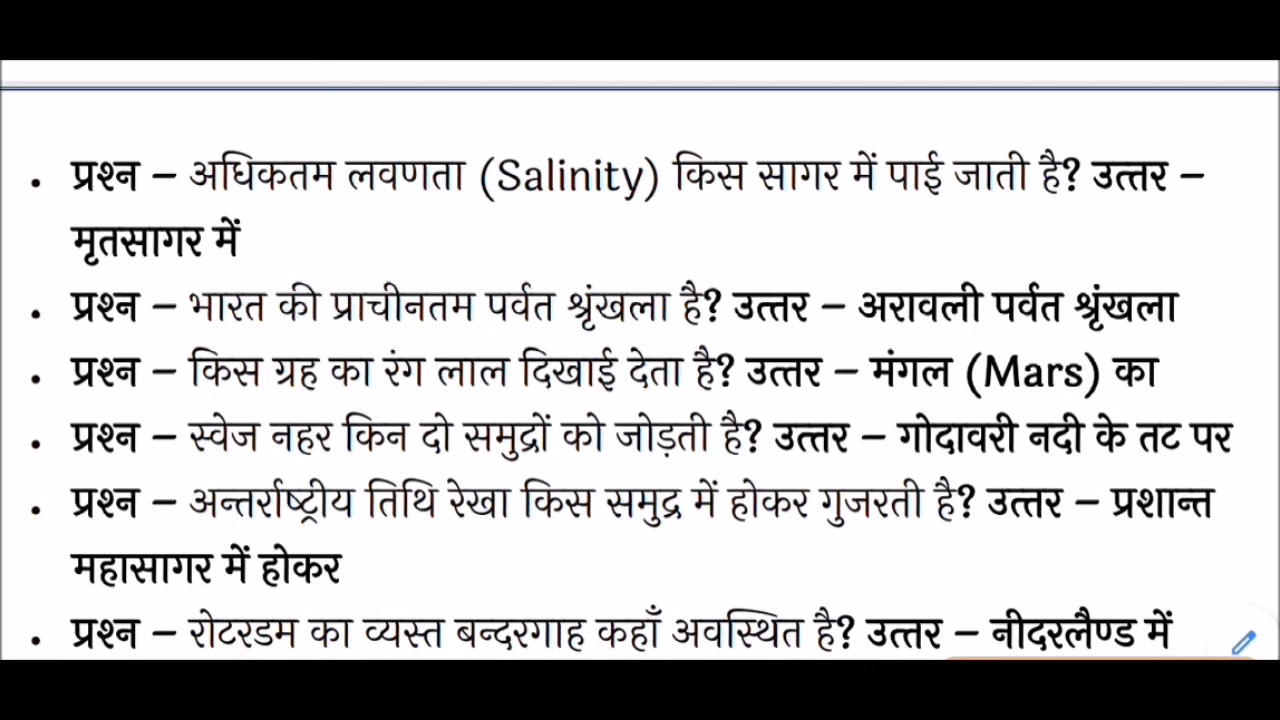 • प्रश्न – अधिकतम लवणता (Salinity) किस सागर में पाई जाती है? उत्तर –
मृतसागर में
• प्रश्न – भारत की प्राचीनतम पर्वत श्रृंखला है? उत्तर – अरावली पर्वत श्रृंखला
• प्रश्न – किस ग्रह का रंग लाल दिखाई देता है? उत्तर – मंगल (Mars) का
• प्रश्न – स्वेज नहर किन दो समुद्रों को जोड़ती है? उत्तर – गोदावरी नदी के तट पर
• प्रश्न – अन्तर्राष्ट्रीय तिथि रेखा किस समुद्र में होकर गुजरती है? उत्तर – प्रशान्त
महासागर में होकर
• प्रश्न – रोटरडम का व्यस्त बन्दरगाह कहाँ अवस्थित है? उत्तर – नीदरलैण्ड में